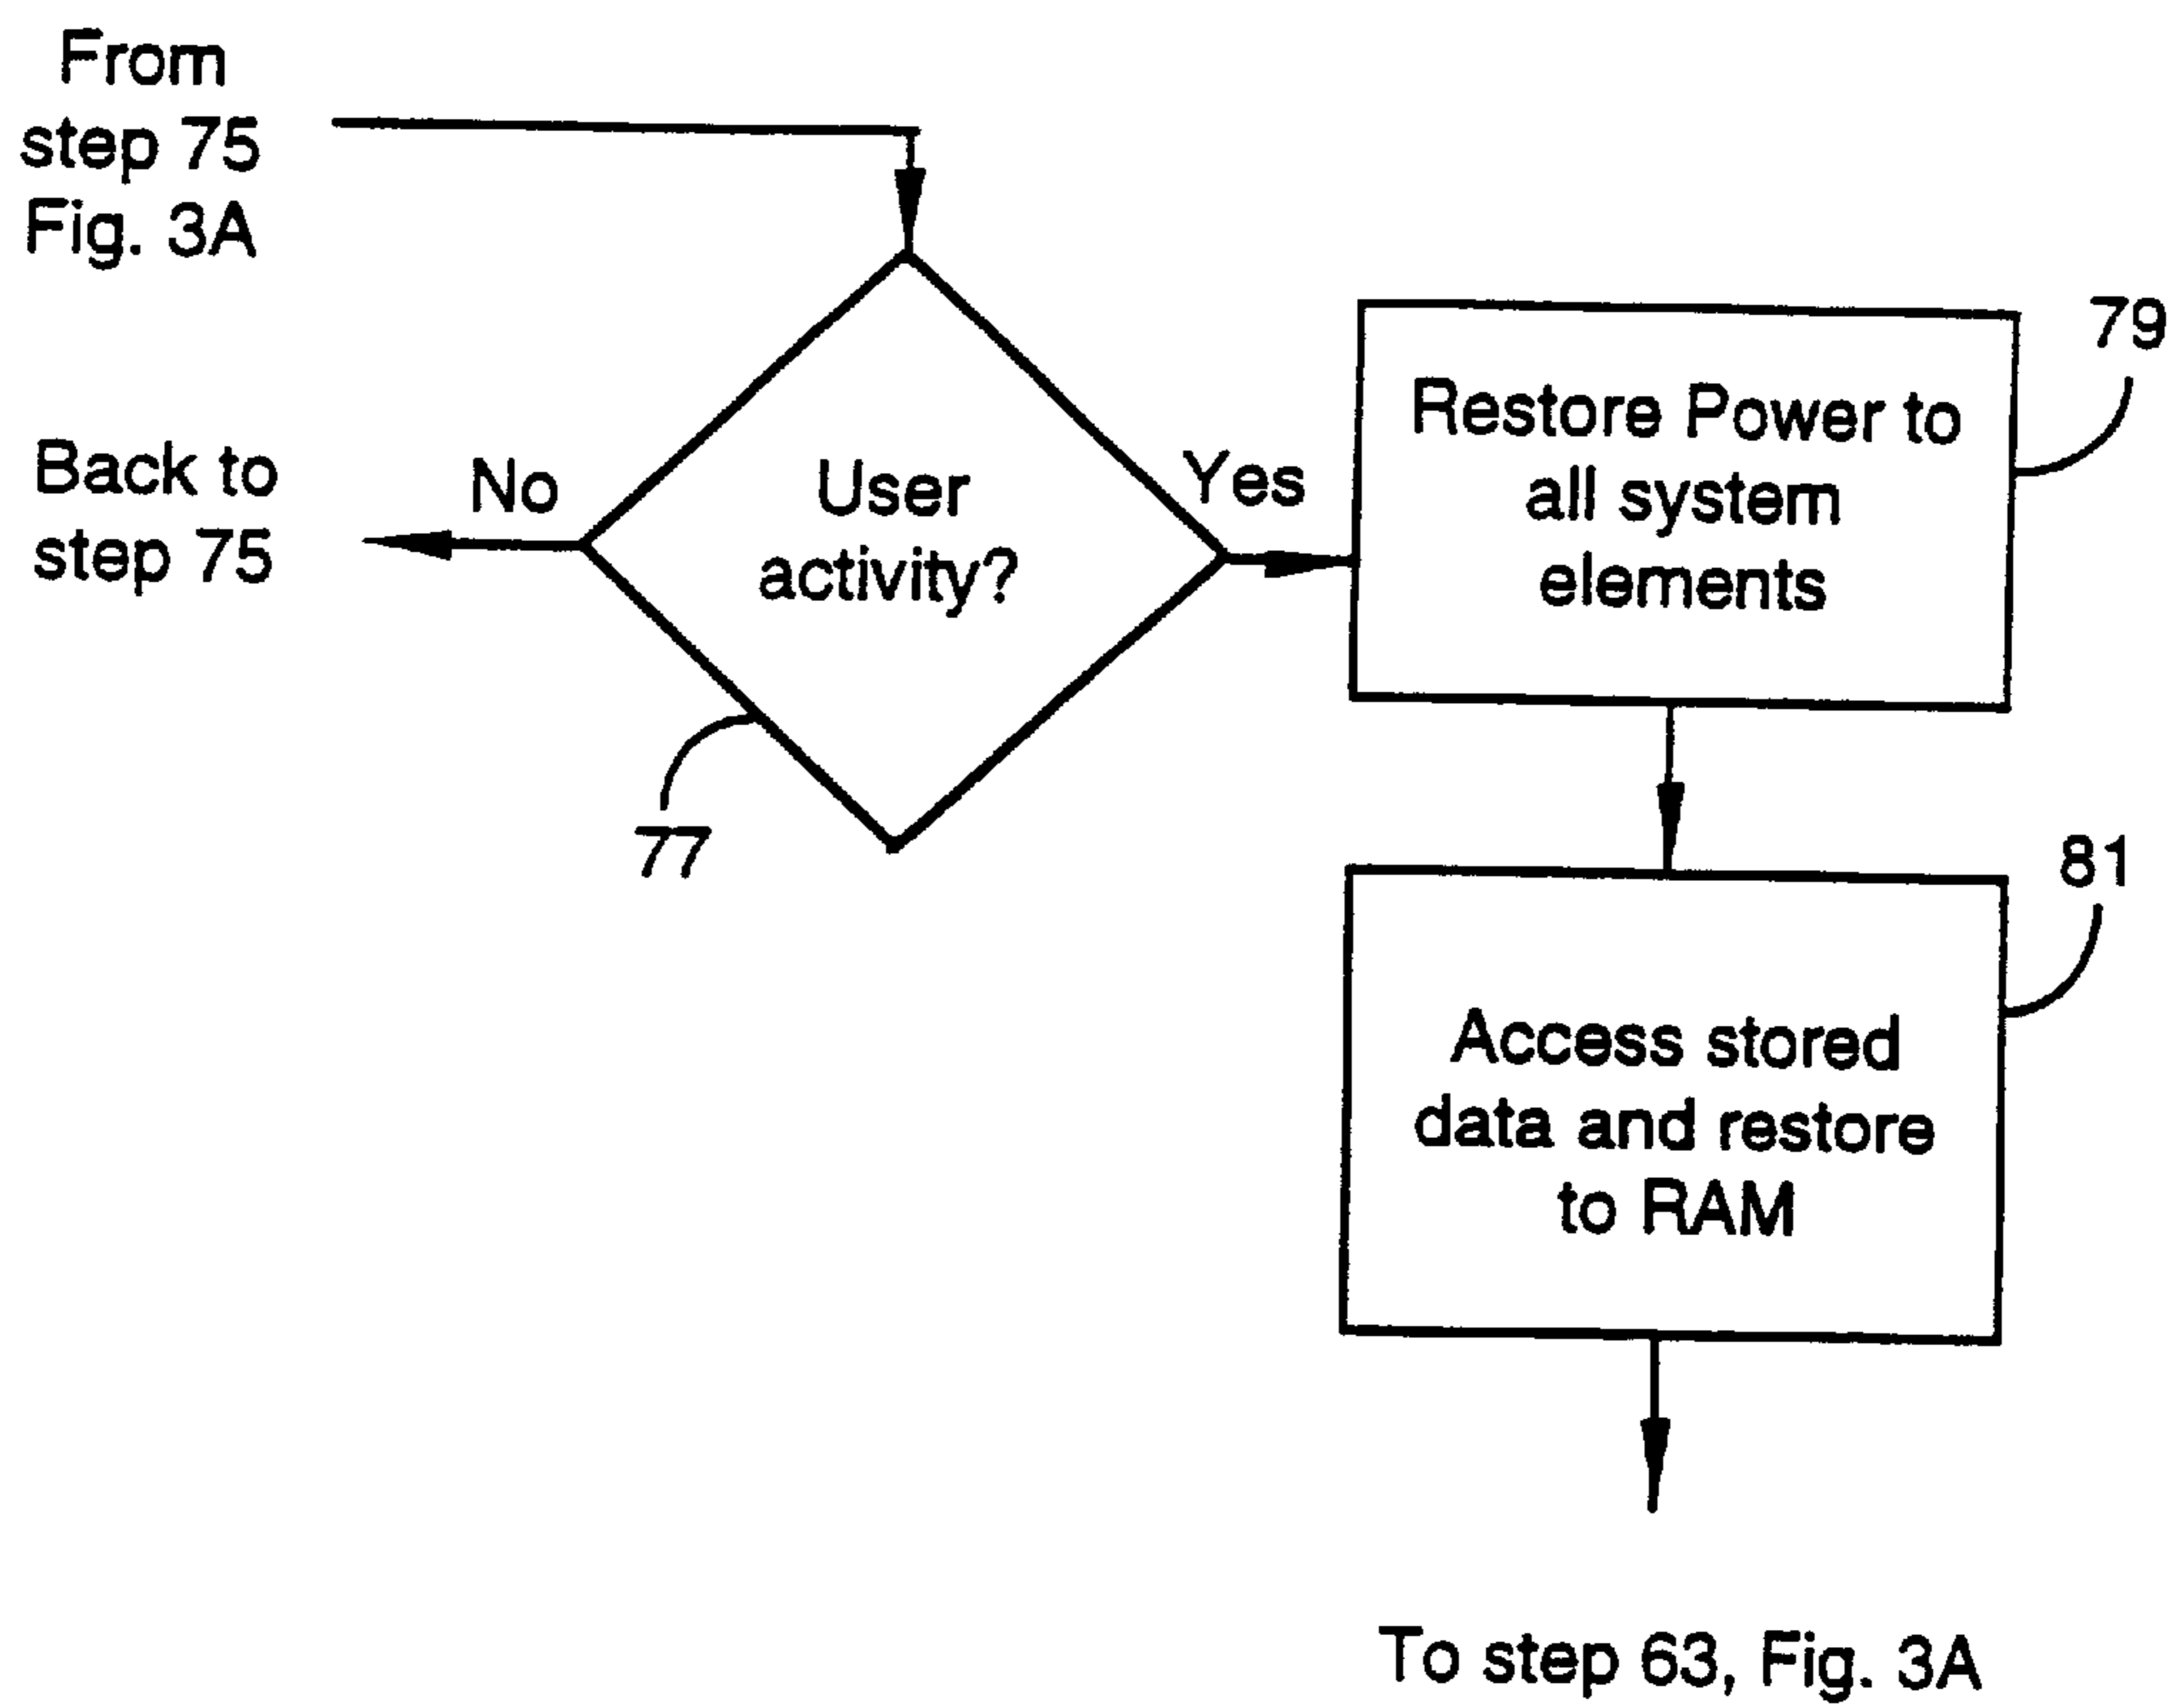 From
step 75
Fig. 3A
Back to
step 75
No
User
activity?
Yes
77
Restore Power to
all system
elements
79
Access stored
data and restore
to RAM
81
To step 63, Fig. 3A